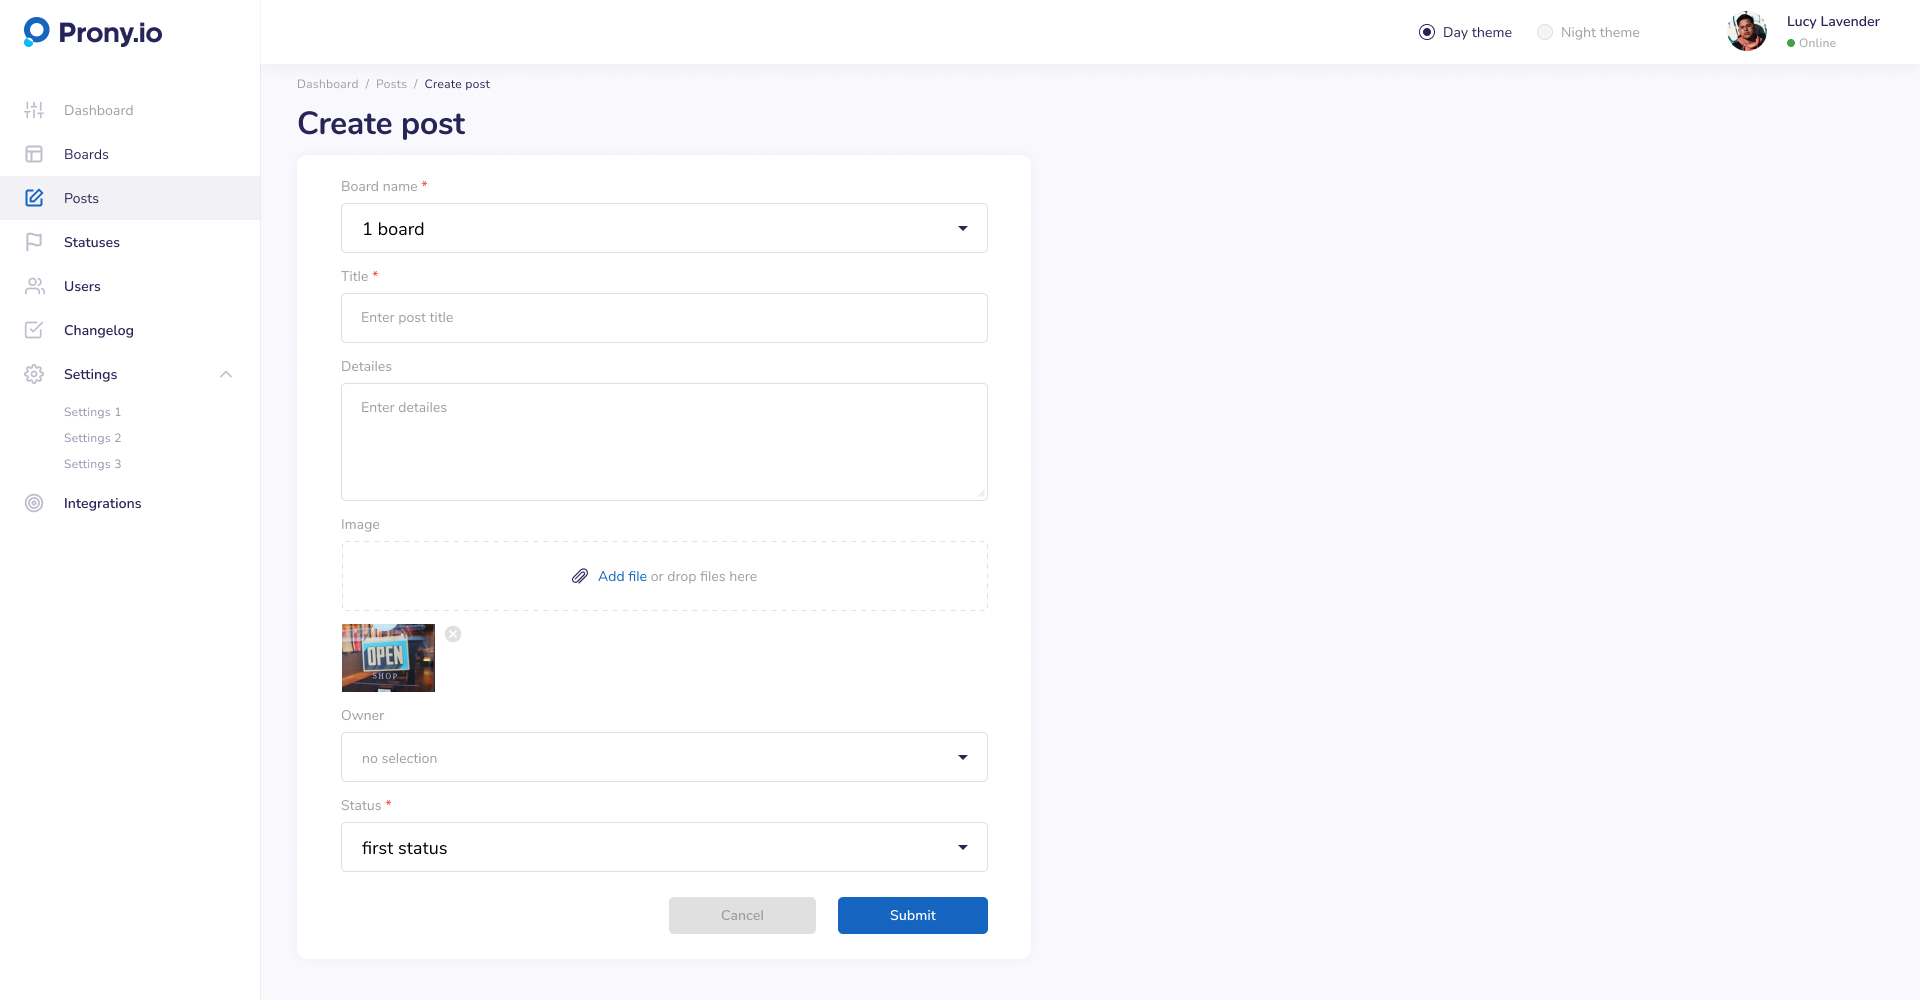 Prony.io
Day theme
Night theme
Lucy Lavender
Online
Dashboard
Boards
Posts
Statuses
Users
Changelog
Settings
Settings 1
Settings 2
Settings 3
Integrations
Dashboard / Posts / Create post
Create post
Board name *
1 board
Title *
Enter post title
Detailes
Enter detailes
Image
Add file or drop files here
OPEN
SHOP
Owner
no selection
Status *
first status
Cancel
Submit